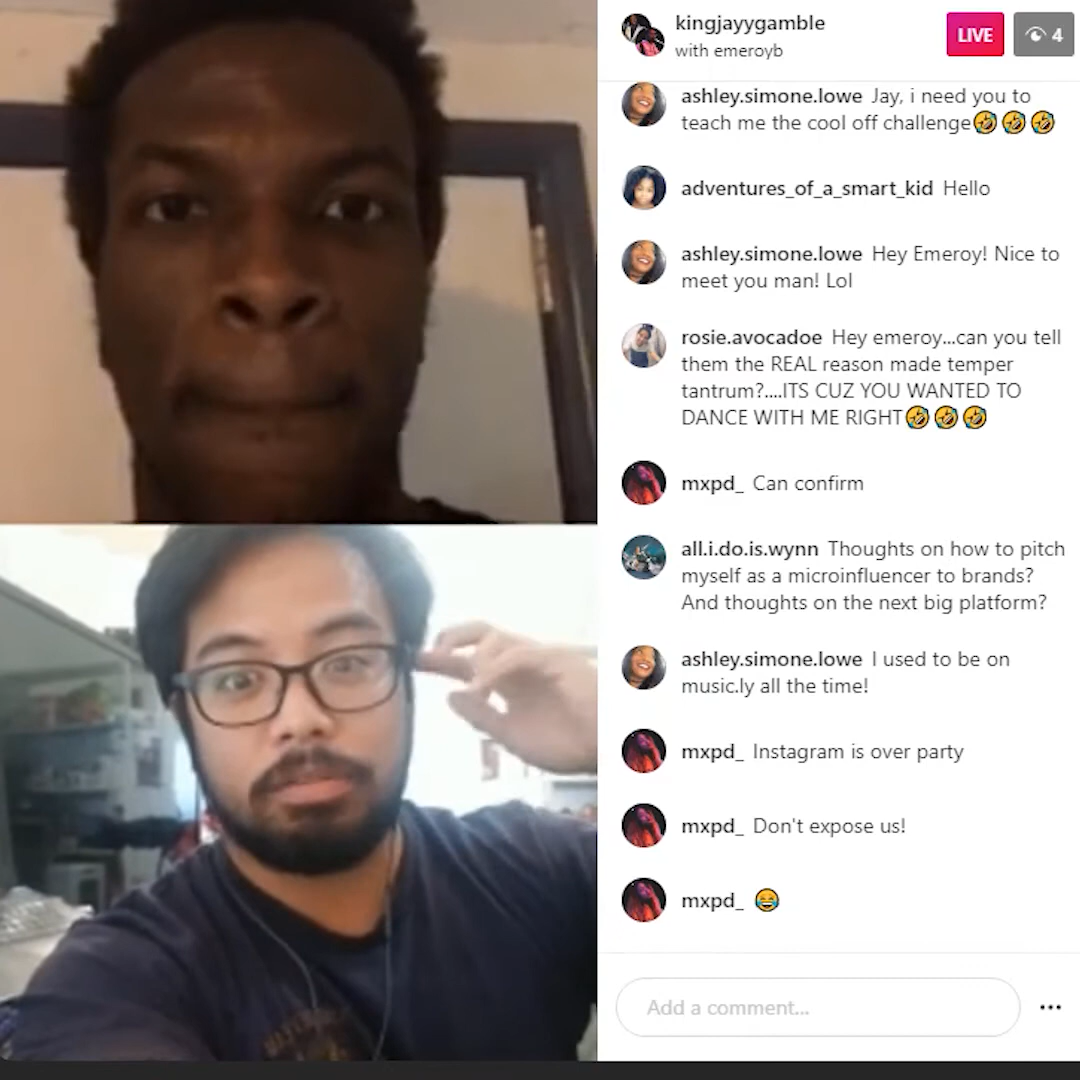 kingjayygamble
with emeroyb
LIVE
4
ashley.simone.lowe Jay, i need you to
teach me the cool off challenge🤣🤣🤣
adventures_of_a_smart_kid Hello
ashley.simone.lowe Hey Emeroy! Nice to
meet you man! Lol
rosie.avocadoe Hey emeroy...can you tell
them the REAL reason made temper
tantrum?....ITS CUZ YOU WANTED TO
DANCE WITH ME RIGHT🤣🤣🤣
mxpd_ Can confirm
all.i.do.is.wynn Thoughts on how to pitch
myself as a microinfluencer to brands?
And thoughts on the next big platform?
ashley.simone.lowe I used to be on
music.ly all the time!
mxpd_ Instagram is over party
mxpd_ Don't expose us!
mxpd_ 😂
Add a comment...